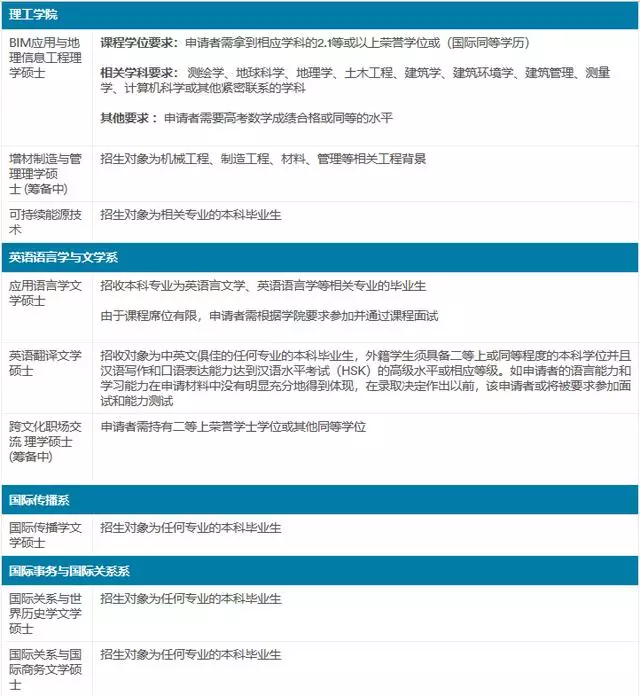 理工学院
BIM应用与地
理信息工程理
学硕士
课程学位要求：申请者需拿到相应学科的2.1等或以上荣誉学位或（国际同等学历）
相关学科要求：测绘学、地球科学、地理学、土木工程、建筑学、建筑环境学、建筑管理、测量
学、计算机科学或其他紧密联系的学科
其他要求 ：申请者需要高考数学成绩合格或同等的水平
增材制造与管
理理学硕
士 (筹备中)
招生对象为机械工程、制造工程、材料、管理等相关工程背景
可持续能源技
术
招生对象为相关专业的本科毕业生
英语语言学与文学系
应用语言学文
学硕士
招收本科专业为英语言文学、英语语言学等相关专业的毕业生
由于课程席位有限，申请者需根据学院要求参加并通过课程面试
英语翻译文学
硕士
招收对象为中英文俱佳的任何专业的本科毕业生，外籍学生须具备二等上或同等程度的本科学位并且
汉语写作和口语表达能力达到汉语水平考试（HSK）的高级水平或相应等级。如申请者的语言能力和
学习能力在申请材料中没有明显充分地得到体现，在录取决定作出以前，该申请者或将被要求参加面
试和能力测试
跨文化职场交
流 理学硕士
(筹备中)
申请者需持有二等上荣誉学士学位或其他同等学位
国际传播系
国际传播学文
学硕士
招生对象为任何专业的本科毕业生
国际事务与国际关系系
国际关系与世
界历史学文学
硕士
招生对象为任何专业的本科毕业生
国际关系与国
际商务文学硕
士
招生对象为任何专业的本科毕业生